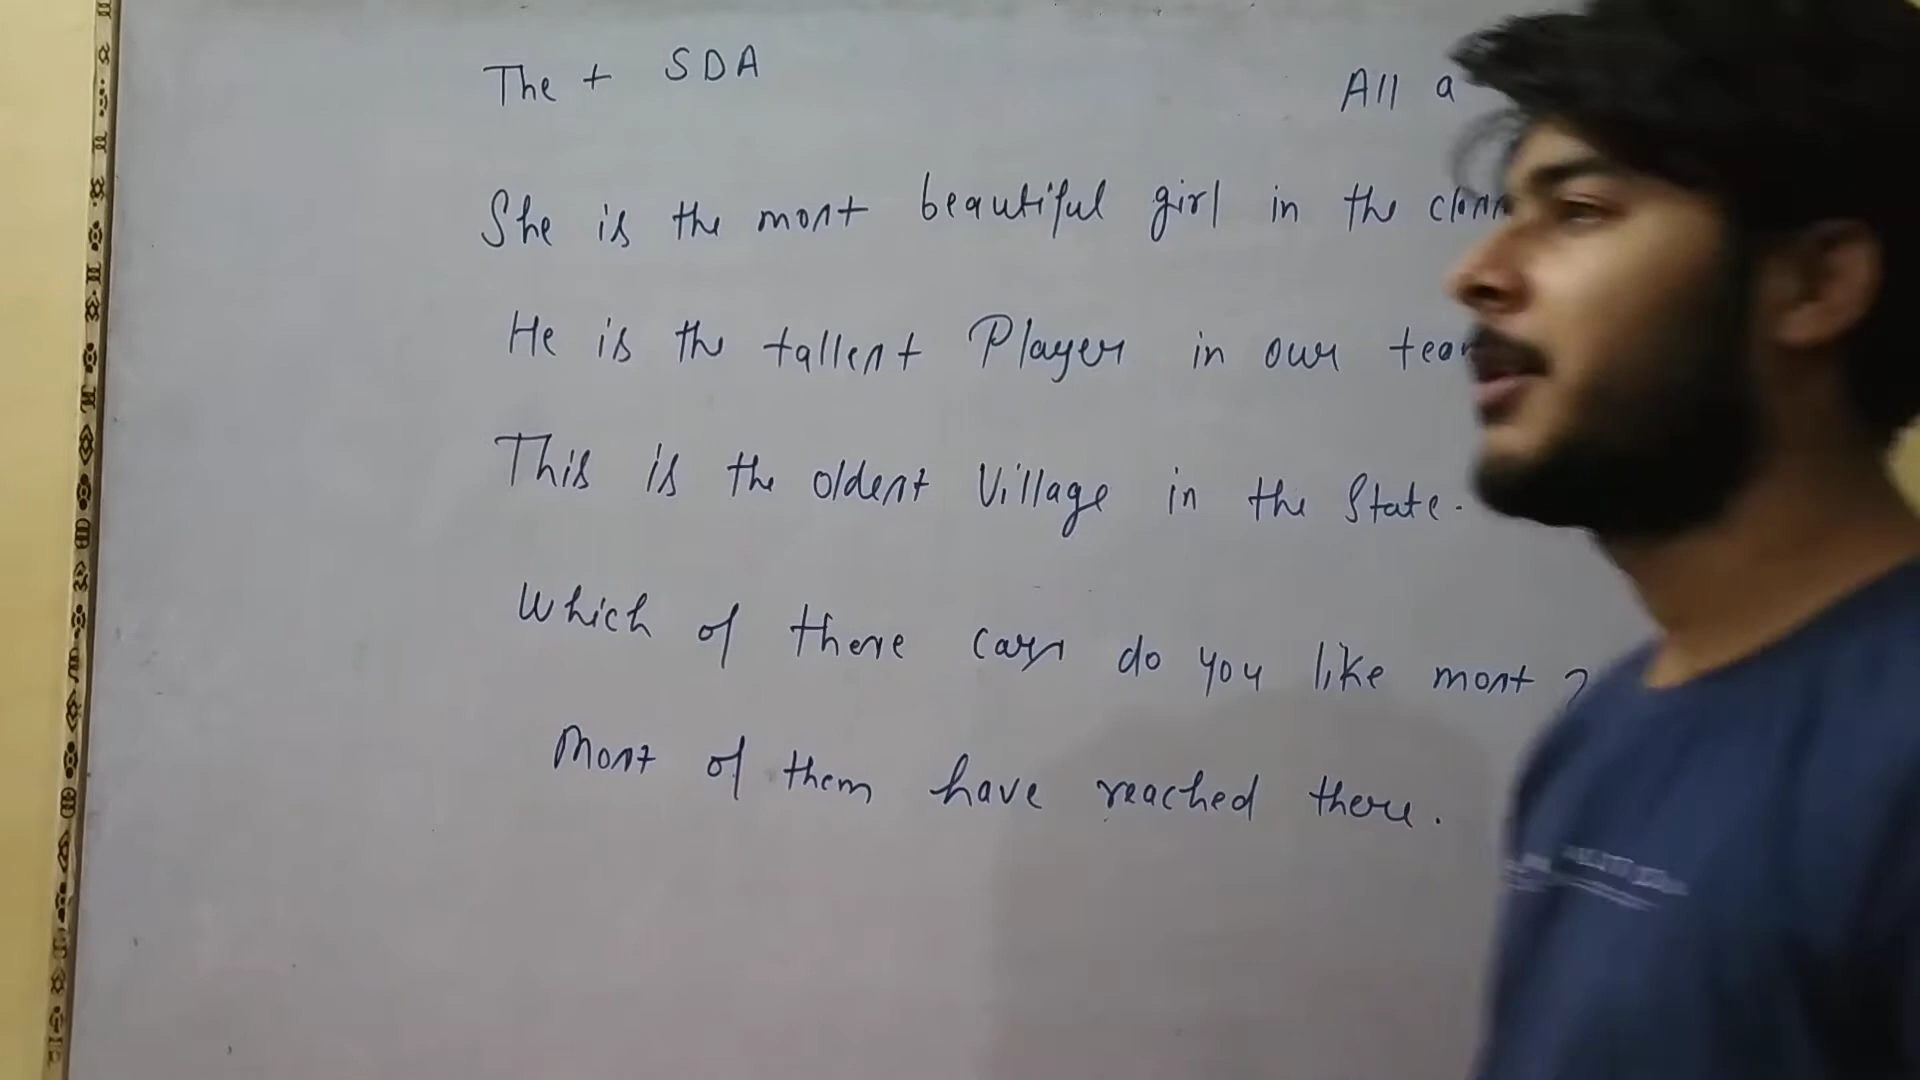 The + SDA All a
She is the most beautiful girl in the class
He is the tallest Player in our team
This is the oldest Village in the State.
Which of these cars do you like most ?
Most of them have reached there.